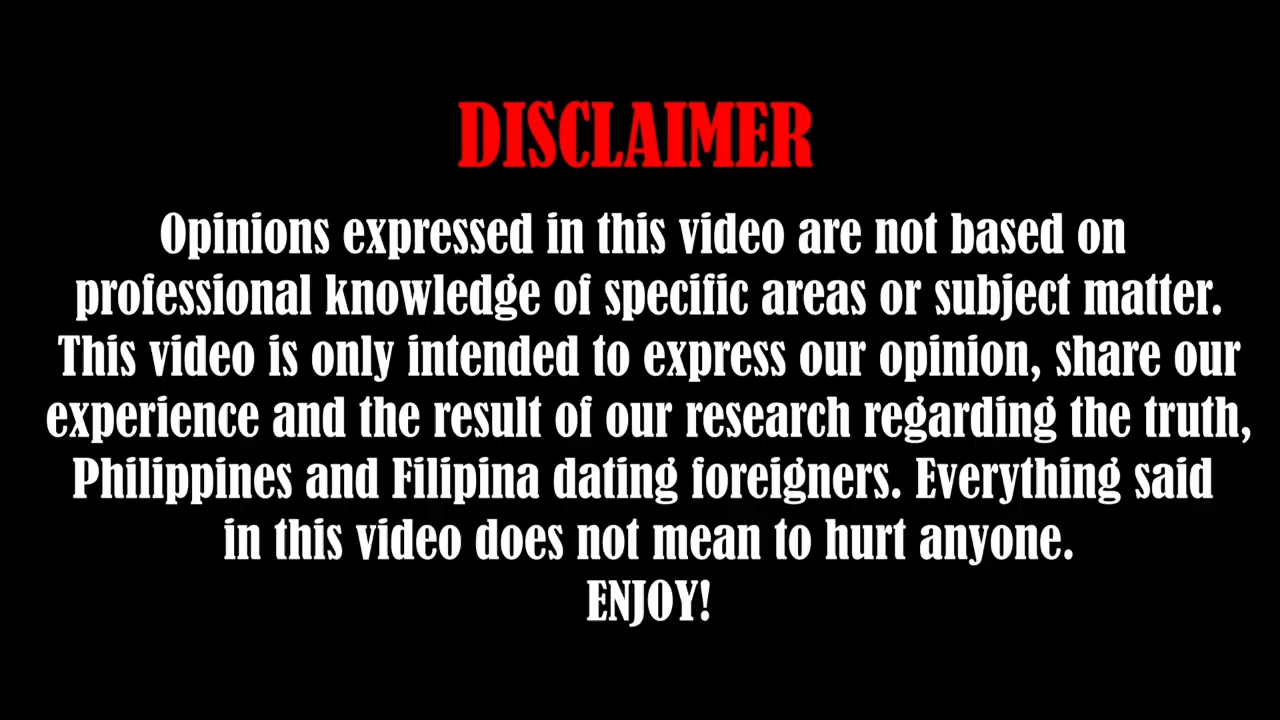 DISCLAIMER
Opinions expressed in this video are not based on
professional knowledge of specific areas or subject matter.
This video is only intended to express our opinion, share our
experience and the result of our research regarding the truth,
Philippines and Filipina dating foreigners. Everything said
in this video does not mean to hurt anyone.
ENJOY!